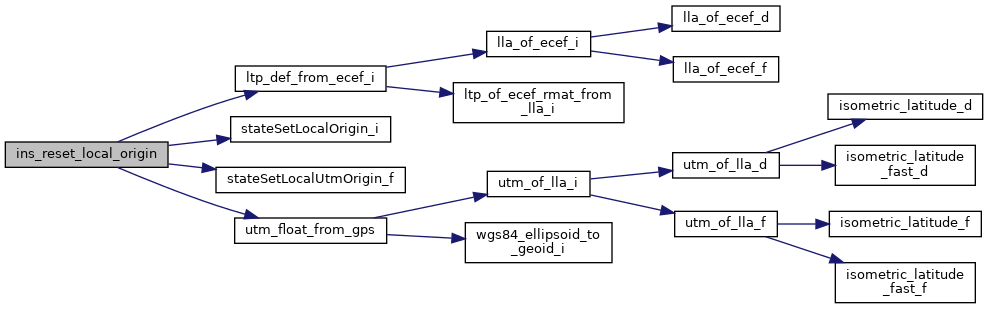 ins_reset_local_origin
ltp_def_from_ecef_i
stateSetLocalOrigin_i
stateSetLocalUtmOrigin_f
utm_float_from_gps
lla_of_ecef_i
ltp_of_ecef_rmat_from
_lla_i
utm_of_lla_i
wgs84_ellipsoid_to
_geoid_i
lla_of_ecef_d
lla_of_ecef_f
utm_of_lla_d
utm_of_lla_f
isometric_latitude_d
isometric_latitude
_fast_d
isometric_latitude_f
isometric_latitude
_fast_f